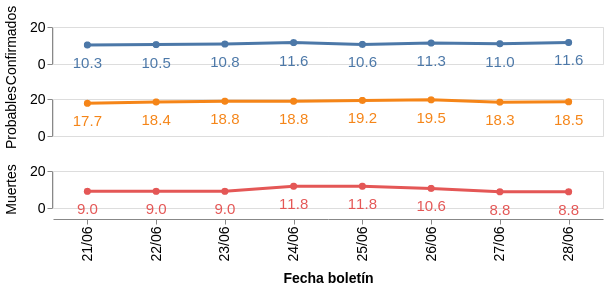 Confirmados
20
0
10.3 10.5 10.8 11.6 10.6 11.3 11.0 11.6
Probables
20
0
17.7 18.4 18.8 18.8 19.2 19.5 18.3 18.5
Muertes
20
0
9.0 9.0 9.0 11.8 11.8 10.6 8.8 8.8
21/06 22/06 23/06 24/06 25/06 26/06 27/06 28/06
Fecha boletín